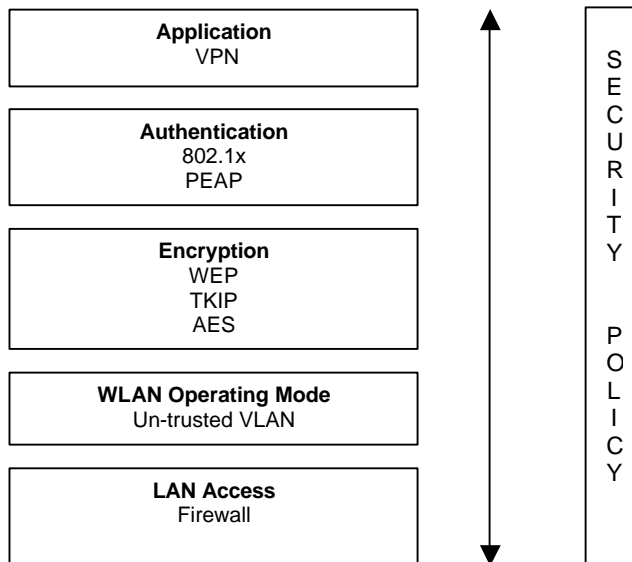 Application
VPN
Authentication
802.1x
PEAP
Encryption
WEP
TKIP
AES
WLAN Operating Mode
Un-trusted VLAN
LAN Access
Firewall
S
E
C
U
R
I
T
Y
P
O
L
I
C
Y